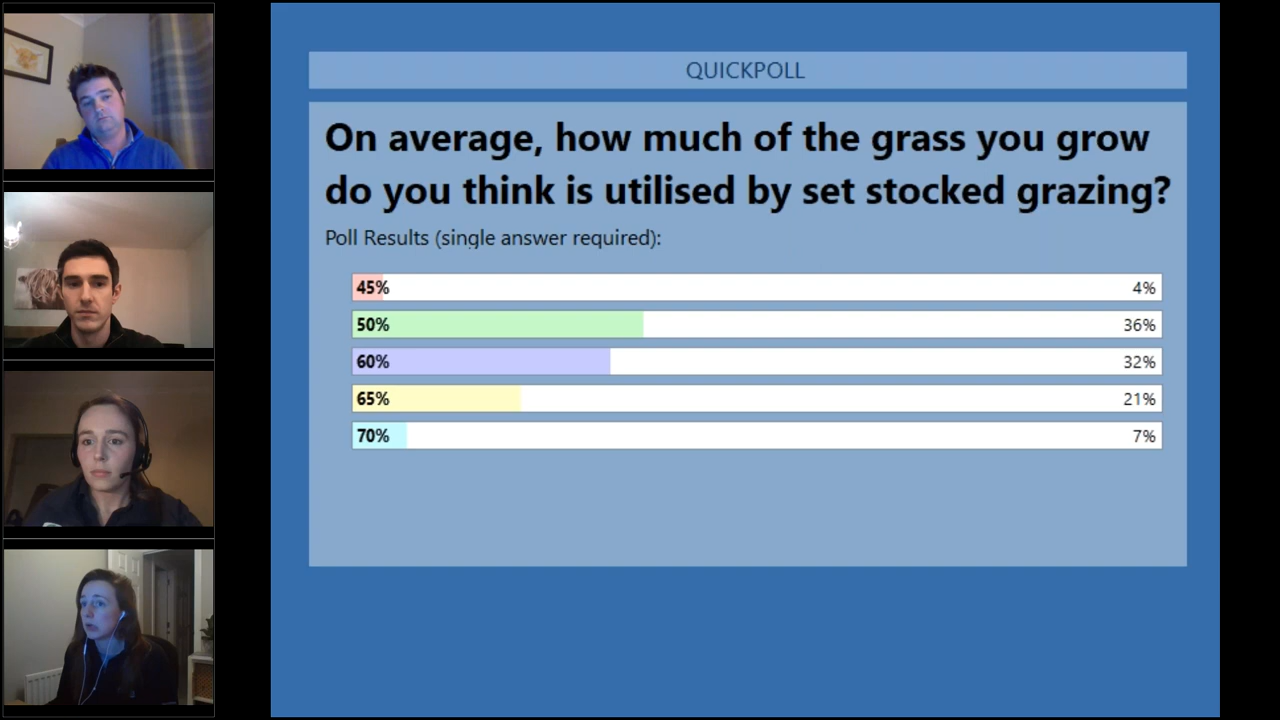 QUICKPOLL
On average, how much of the grass you grow
do you think is utilised by set stocked grazing?
Poll Results (single answer required):
45% 4%
50% 36%
60% 32%
65% 21%
70% 7%